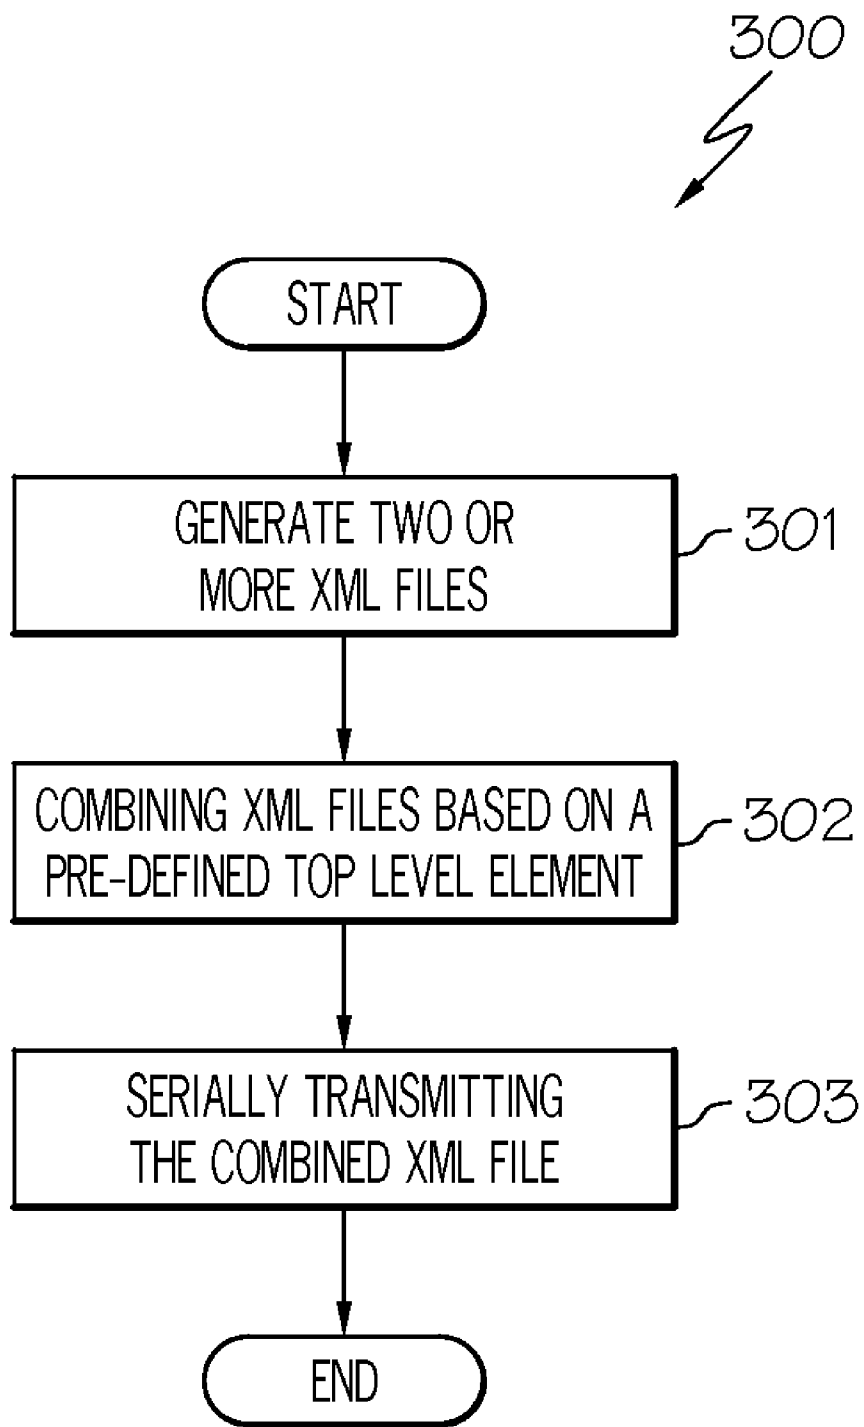 300
START
GENERATE TWO OR
MORE XML FILES
301
COMBINING XML FILES BASED ON A
PRE-DEFINED TOP LEVEL ELEMENT
302
SERIALLY TRANSMITTING
THE COMBINED XML FILE
303
END